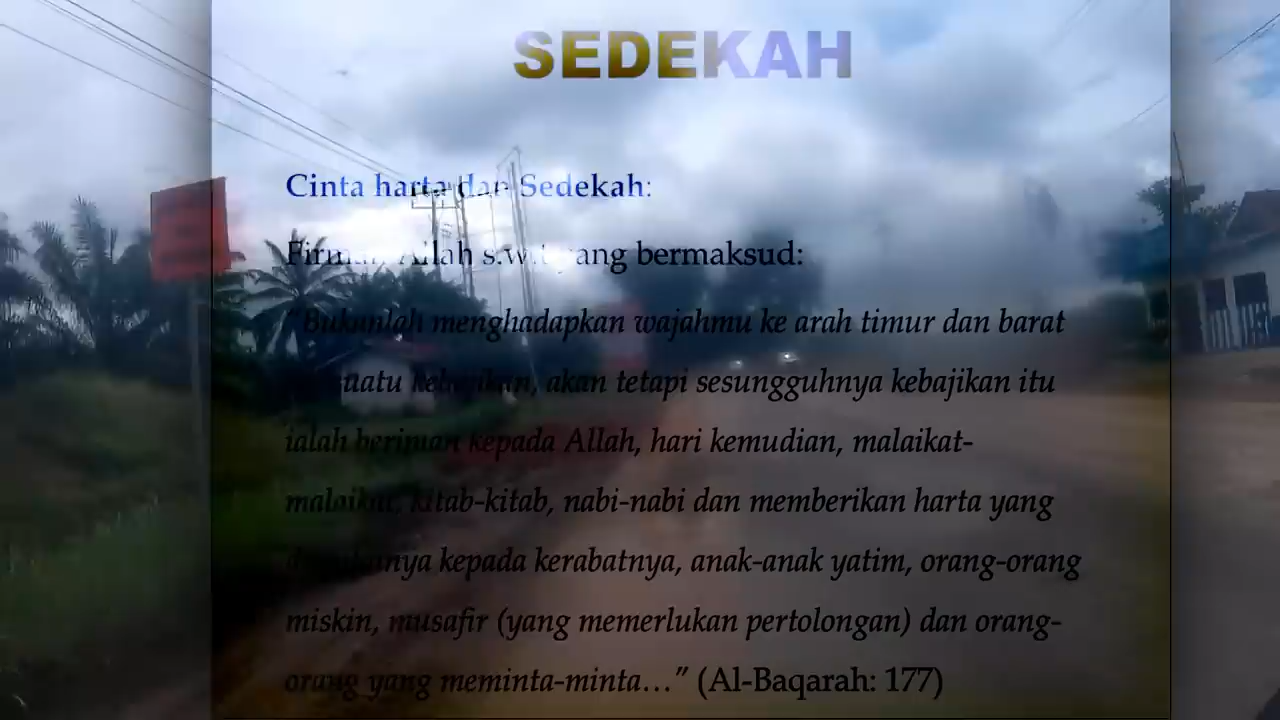 SEDEKAH
Cinta harta dan Sedekah:
Firman Allah s.w.t yang bermaksud:
"Bukanlah menghadapkan wajahmu ke arah timur dan barat
suatu kebajikan, akan tetapi sesungguhnya kebajikan itu
ialah beriman kepada Allah, hari kemudian, malaikat-
malaikat, kitab-kitab, nabi-nabi dan memberikan harta yang
kepada kerabatnya, anak-anak yatim, orang-orang
miskin, musafir (yang memerlukan pertolongan) dan orang-
orang yang meminta-minta…" (Al-Baqarah: 177)